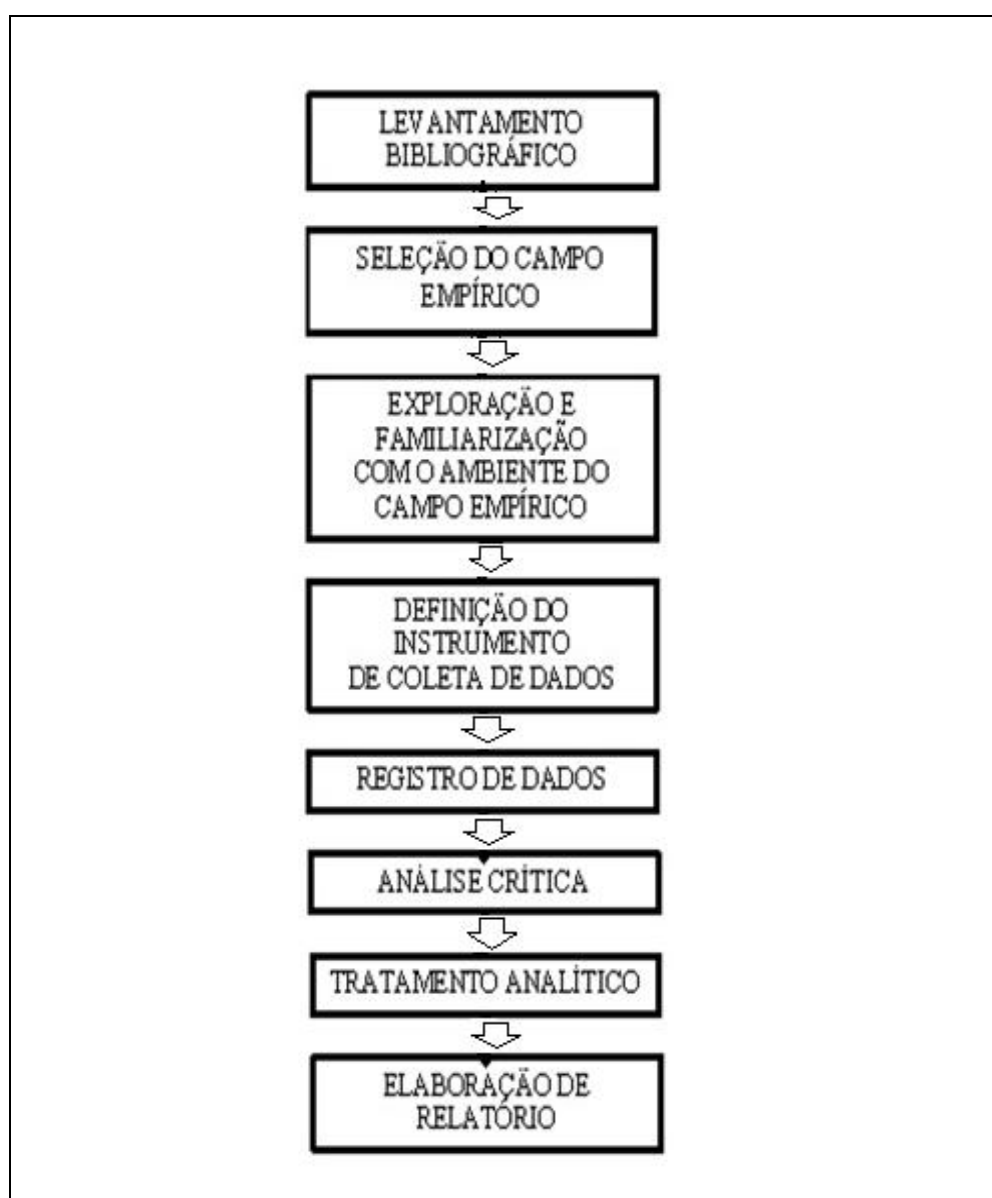 LEVANTAMENTO
BIBLIOGRÁFICO
SELEÇÃO DO CAMPO
EMPÍRICO
EXPLORAÇÃO E
FAMILIARIZAÇÃO
COM O AMBIENTE DO
CAMPO EMPÍRICO
DEFINIÇÃO DO
INSTRUMENTO
DE COLETA DE DADOS
REGISTRO DE DADOS
ANÁLISE CRÍTICA
TRATAMENTO ANALÍTICO
ELABORAÇÃO DE
RELATÓRIO